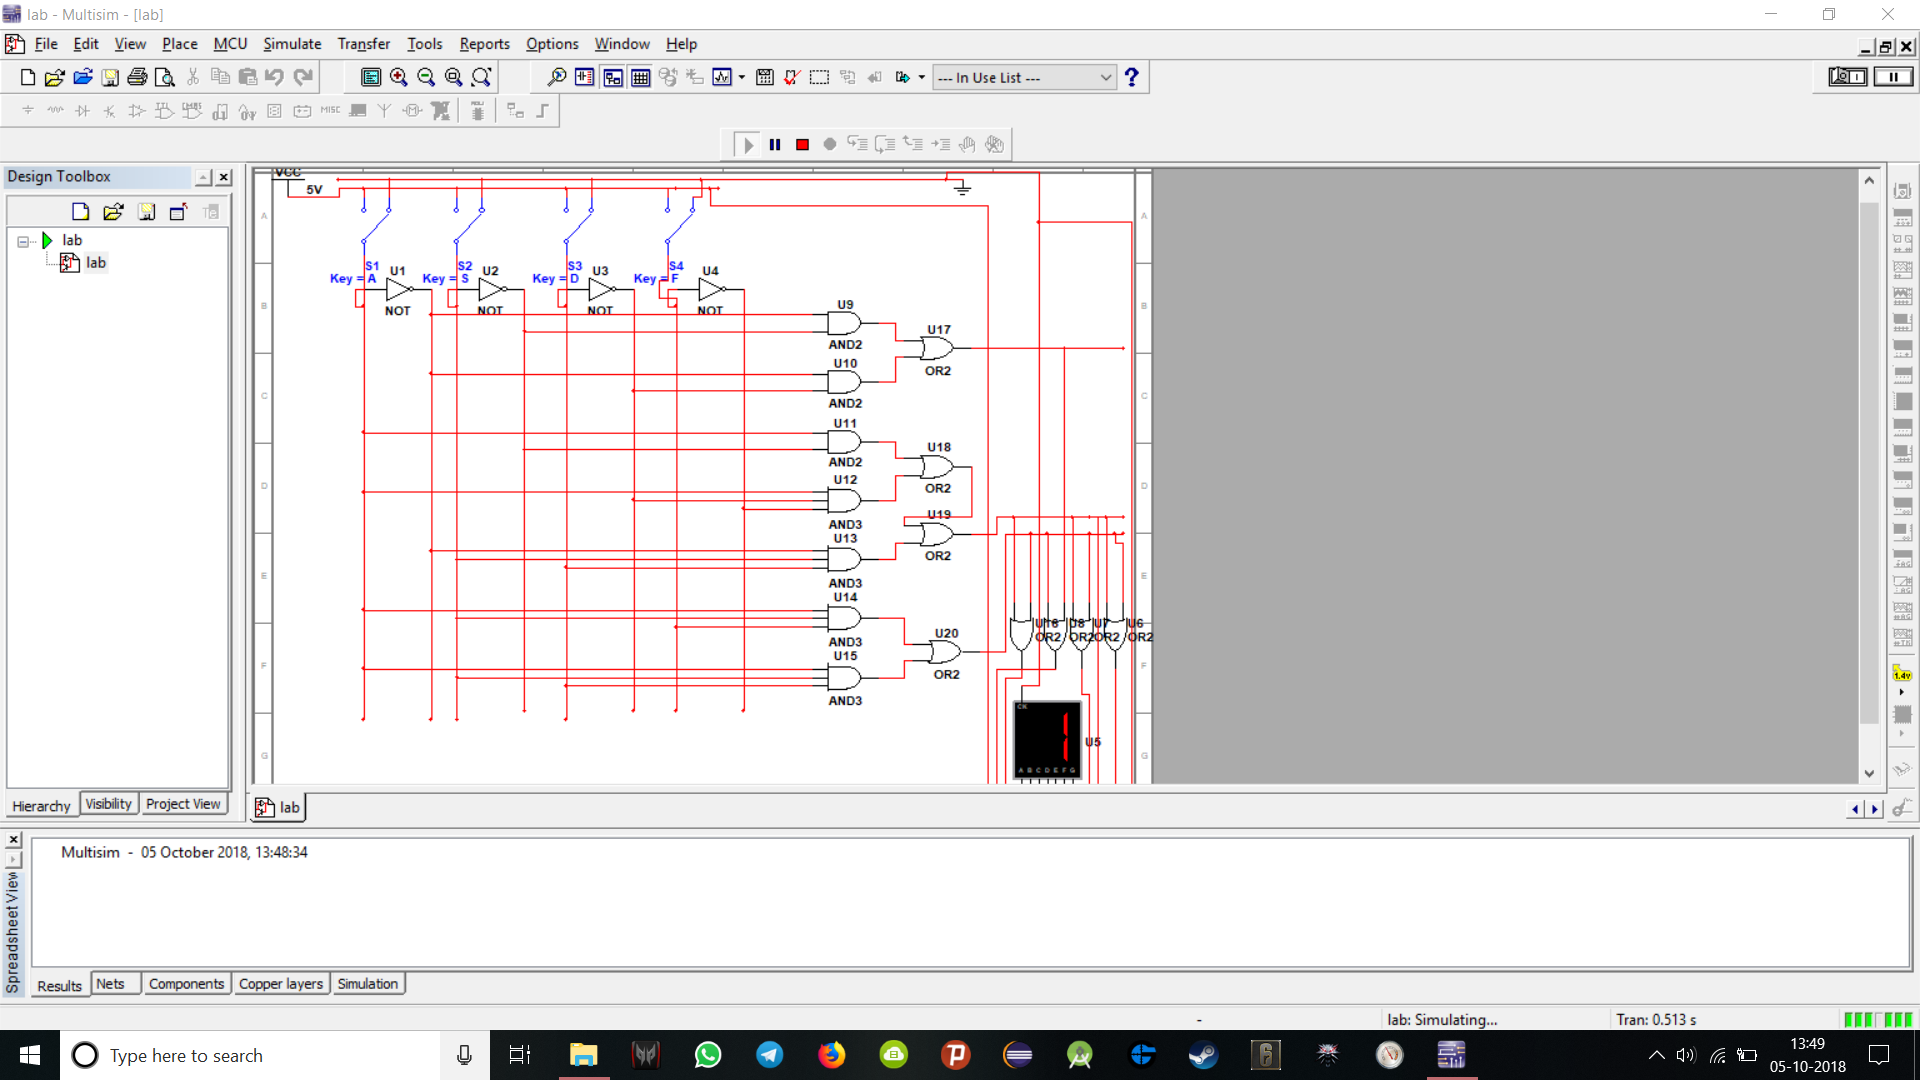 lab - Multisim - [lab]
File Edit View Place MCU Simulate Transfer Tools Reports Options Window Help
--- In Use List ---
MISC
Design Toolbox
lab
lab
Hierarchy Visibility Project View
VCC
5V
A
A
S1 U1 S2 U2 S3 U3 S4 U4
Key = A Key = S Key = D Key = F
NOT NOT NOT NOT
B
B
U9
AND2
U17
OR2
U10
AND2
C
C
U11
AND2
U18
OR2
U12
AND3
D
D
U19
OR2
U13
AND3
E
E
U14
AND3
U20
OR2
U16 U8 U7 U6
OR2 OR2 OR2 OR2
U15
AND3
F
F
CK
U5
A B C D E F G
G
G
1.4v
lab
Multisim - 05 October 2018, 13:48:34
Spreadsheet View
Results Nets Components Copper layers Simulation
-
lab: Simulating...
Tran: 0.513 s
Type here to search
13:49
05-10-2018